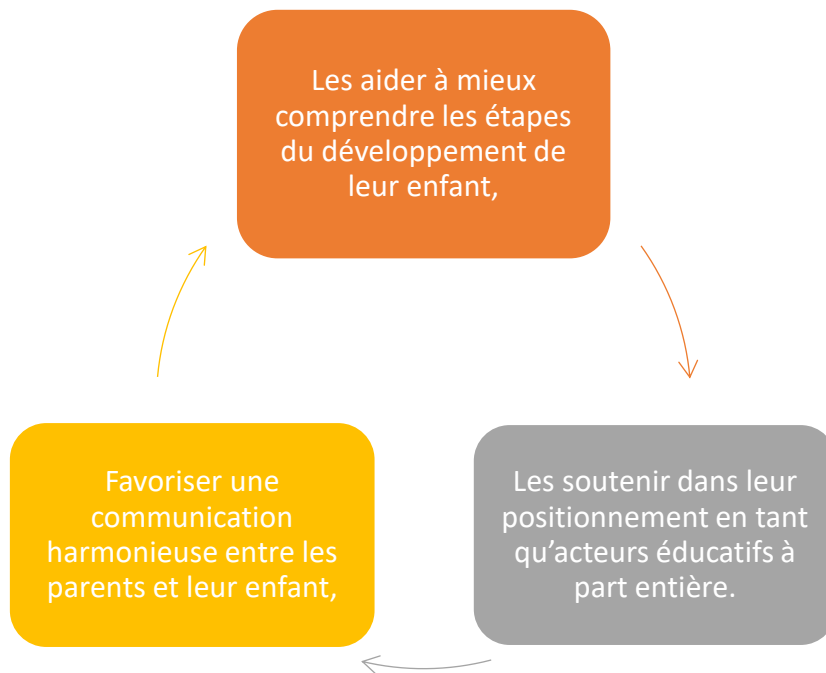 Les aider à mieux
comprendre les étapes
du développement de
leur enfant,
Les soutenir dans leur
positionnement en tant
qu’acteurs éducatifs à
part entière.
Favoriser une
communication
harmonieuse entre les
parents et leur enfant,